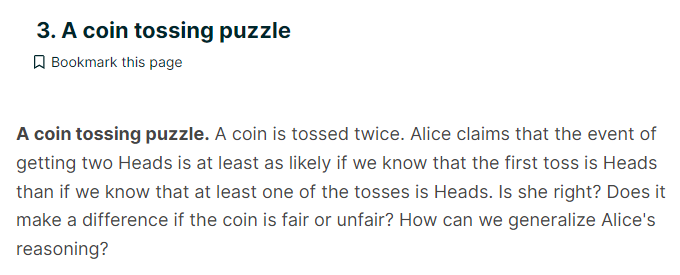 3. A coin tossing puzzle
Bookmark this page
A coin tossing puzzle. A coin is tossed twice. Alice claims that the event of
getting two Heads is at least as likely if we know that the first toss is Heads
than if we know that at least one of the tosses is Heads. Is she right? Does it
make a difference if the coin is fair or unfair? How can we generalize Alice's
reasoning?